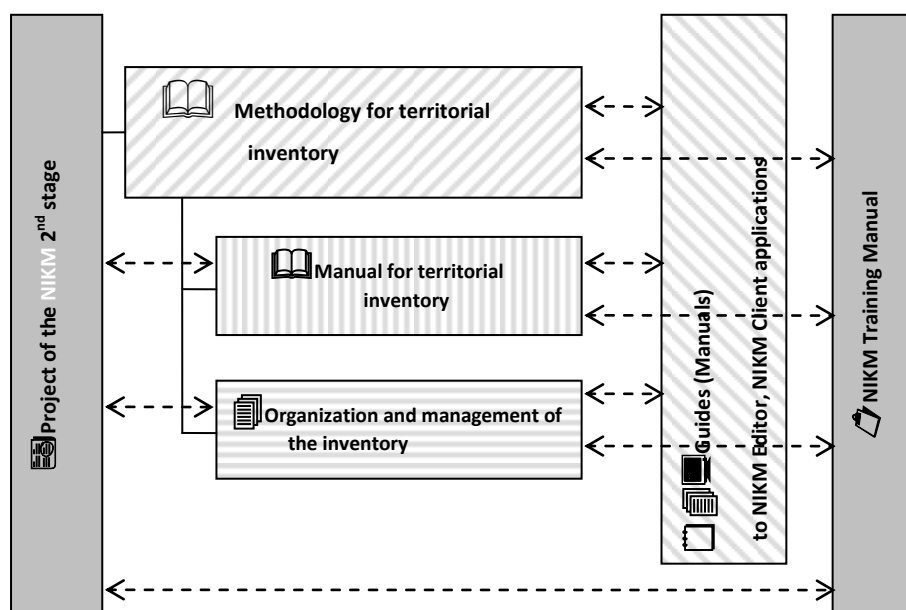 Project of the NIKM 2nd stage
Methodology for territorial
inventory
Manual for territorial
inventory
Organization and management of
the inventory
Guides (Manuals)
to NIKM Editor, NIKM Client applications
NIKM Training Manual